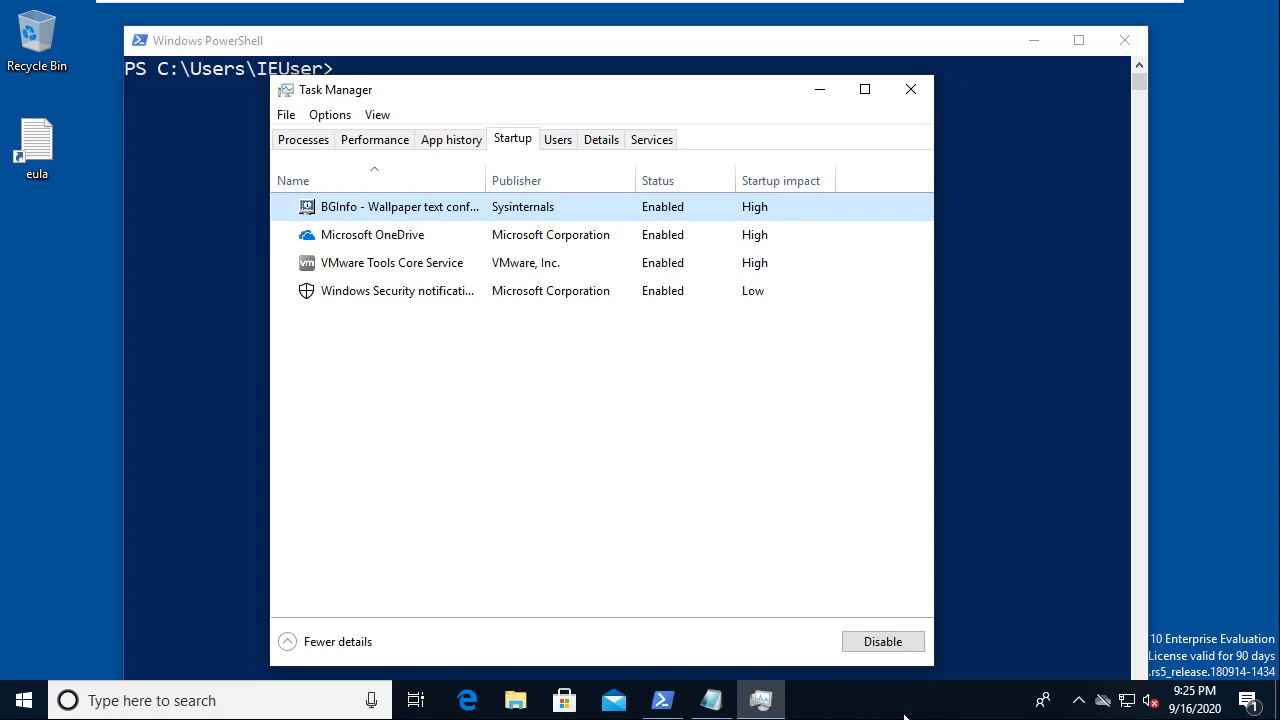 Recycle Bin
eula
Windows PowerShell
PS C:\Users\IEUser>
Task Manager
File Options View
Processes Performance App history Startup Users Details Services
Name Publisher Status Startup impact
BGInfo - Wallpaper text conf... Sysinternals Enabled High
Microsoft OneDrive Microsoft Corporation Enabled High
vm VMware Tools Core Service VMware, Inc. Enabled High
Windows Security notificati... Microsoft Corporation Enabled Low
Fewer details Disable
10 Enterprise Evaluation
License valid for 90 days
.rs5_release.180914-1434
Type here to search
9:25 PM
9/16/2020
1